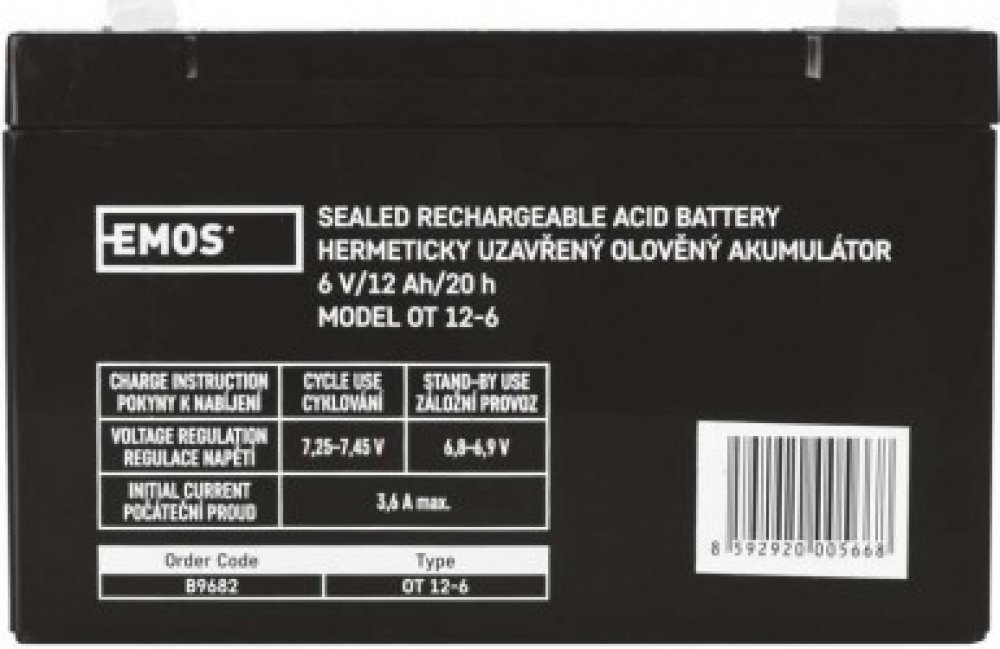 EMOS
SEALED RECHARGEABLE ACID BATTERY
HERMETICKY UZAVŘENÝ OLOVĚNÝ AKUMULÁTOR
6 V/12 Ah/20 h
MODEL OT 12-6
CHARGE INSTRUCTION
POKYNY K NABÍJENÍ
CYCLE USE
CYKLOVÁNÍ
STAND-BY USE
ZÁLOŽNÍ PROVOZ
VOLTAGE REGULATION
REGULACE NAPĚTÍ
7,25-7,45 V
6,8-6,9 V
INITIAL CURRENT
POČÁTEČNÍ PROUD
3,6 A max.
Order Code
Type
B9682
OT 12-6
8 592920 005668